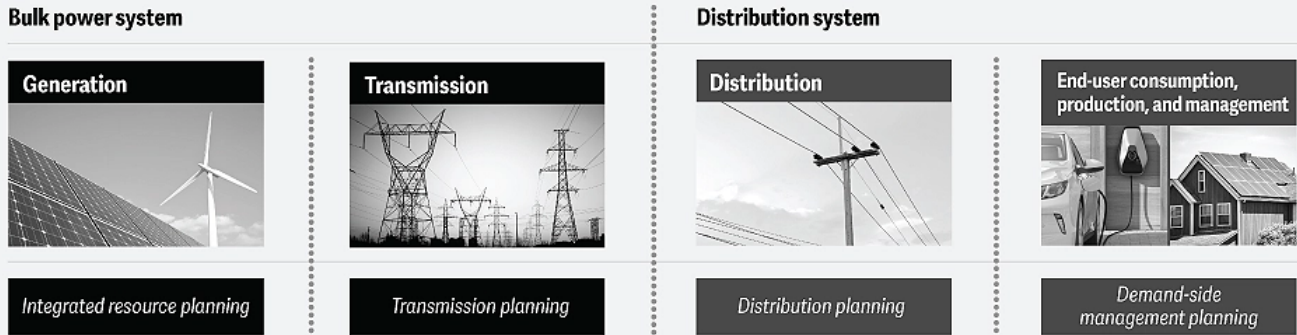 Bulk power system
Distribution system
Generation
Transmission
Distribution
End-user consumption,
production, and management
Integrated resource planning
Transmission planning
Distribution planning
Demand-side
management planning